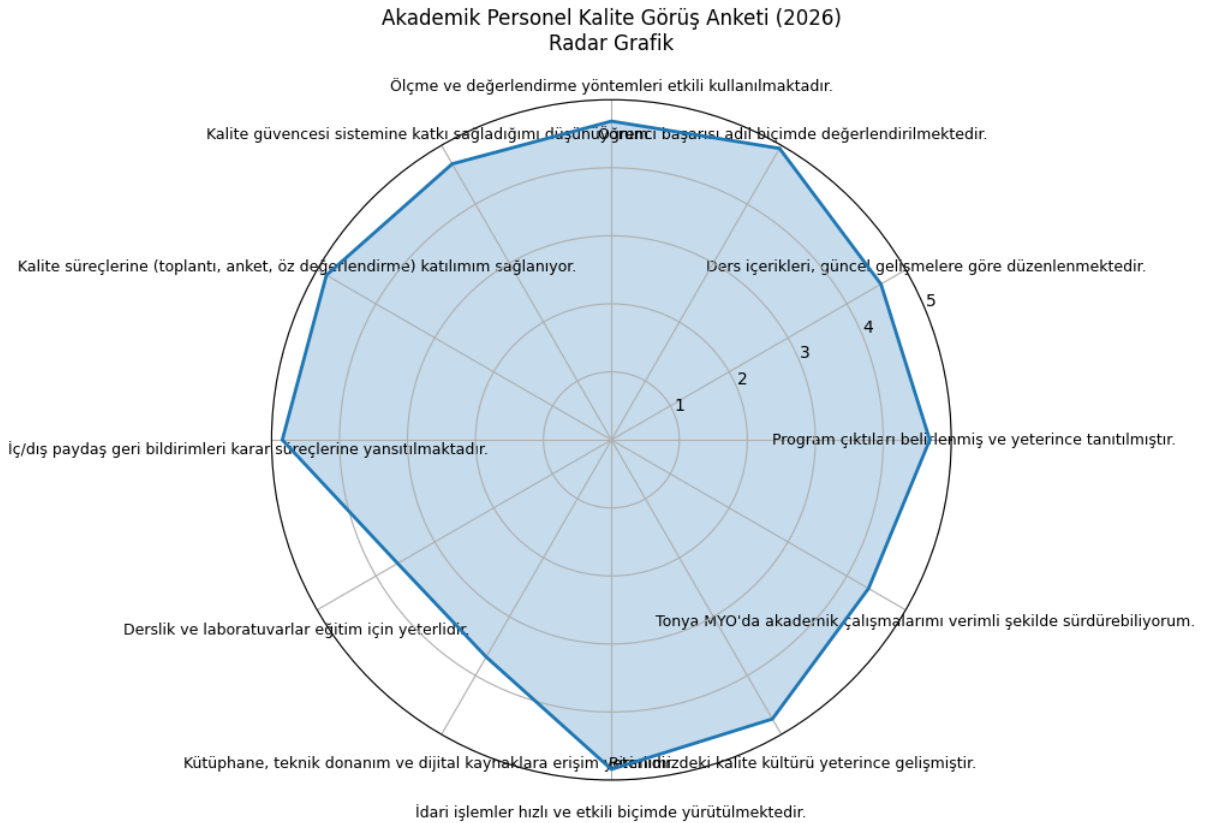 Akademik Personel Kalite Görüş Anketi (2026)
Radar Grafik
Ölçme ve değerlendirme yöntemleri etkili kullanılmaktadır.
Kalite güvencesi sistemine katkı sağladığımı düşünüyorum.
Öğrenci başarısı adil biçimde değerlendirilmektedir.
Kalite süreçlerine (toplantı, anket, öz değerlendirme) katılımım sağlanıyor.
Ders içerikleri, güncel gelişmelere göre düzenlenmektedir.
5
4
3
2
1
Program çıktıları belirlenmiş ve yeterince tanıtılmıştır.
İç/dış paydaş geri bildirimleri karar süreçlerine yansıtılmaktadır.
Tonya MYO'da akademik çalışmalarımı verimli şekilde sürdürebiliyorum.
Derslik ve laboratuvarlar eğitim için yeterlidir.
Kütüphane, teknik donanım ve dijital kaynaklara erişim yeterlidir.
Birimimizdeki kalite kültürü yeterince gelişmiştir.
İdari işlemler hızlı ve etkili biçimde yürütülmektedir.